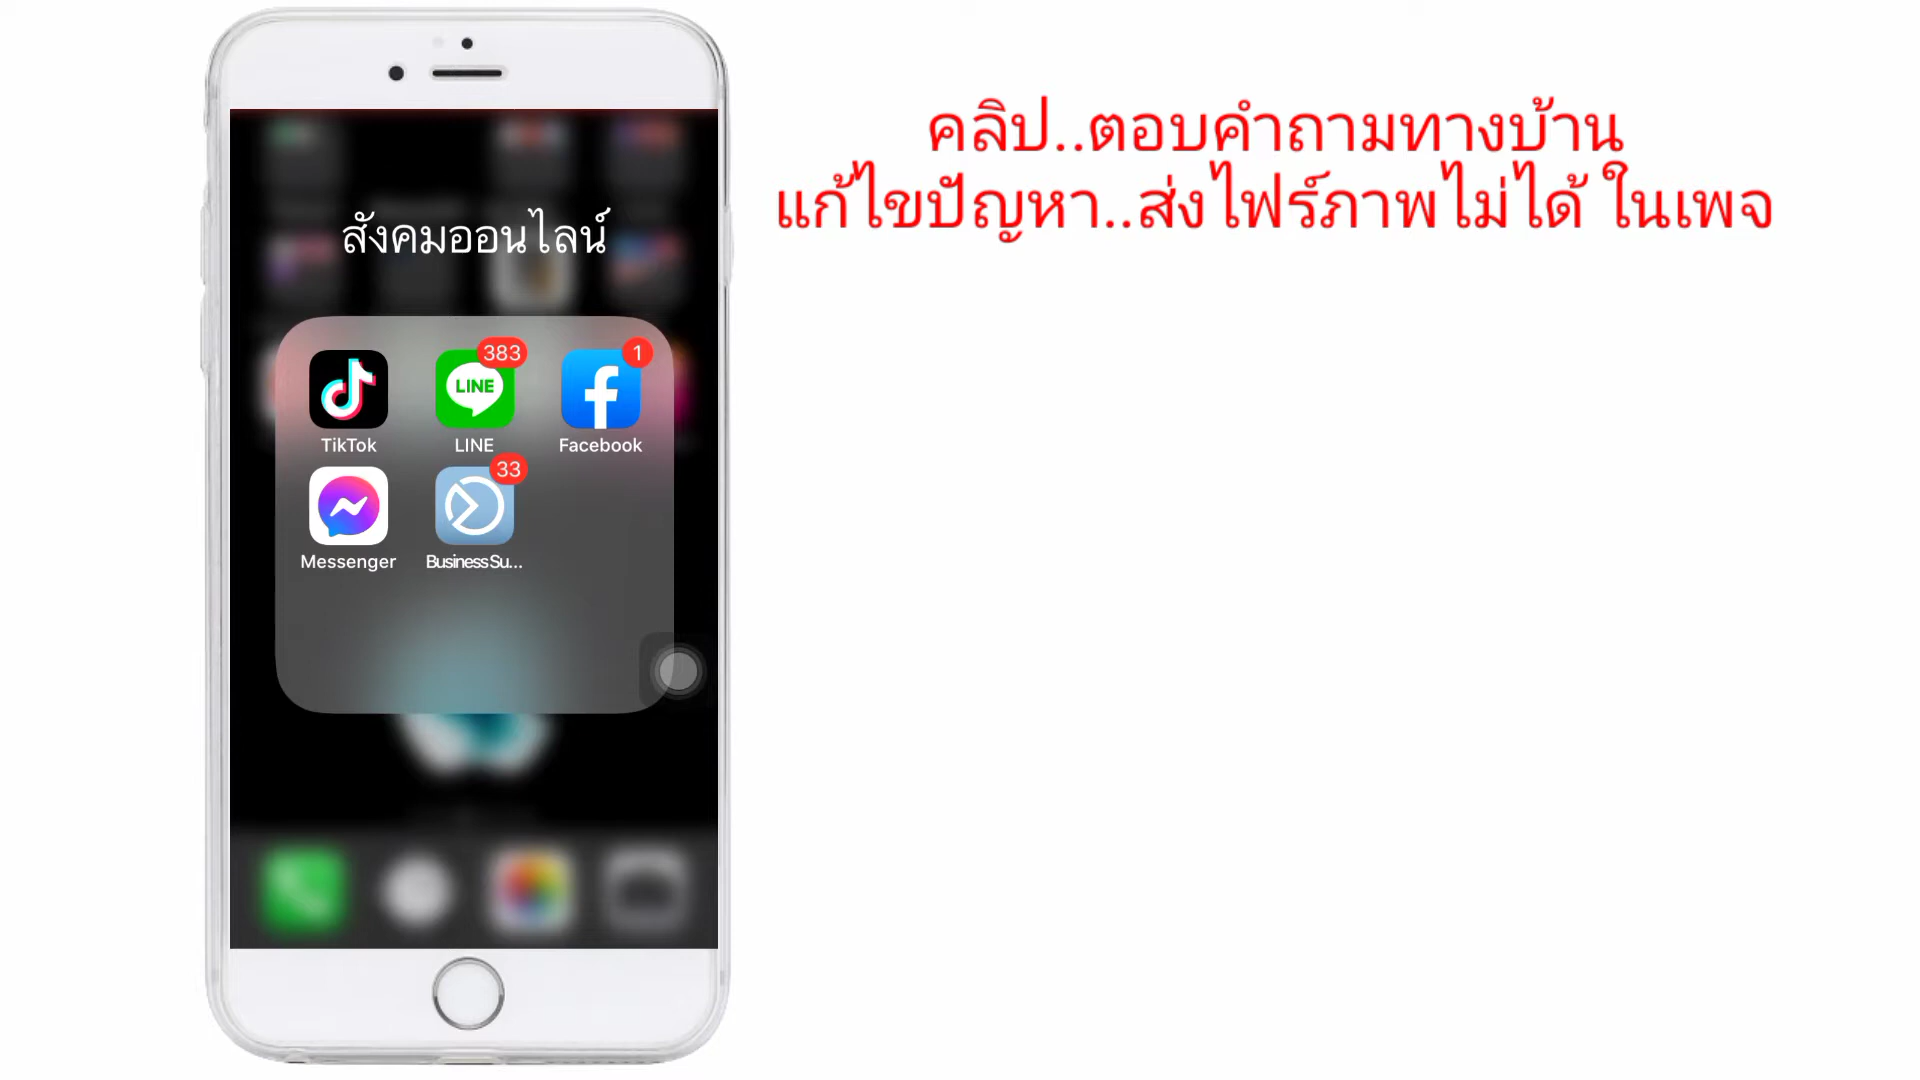 คลิป..ตอบคำถามทางบ้าน
แก้ไขปัญหา..ส่งไฟร์ภาพไม่ได้ ในเพจ
สังคมออนไลน์
383
1
LINE
TikTok
LINE
Facebook
33
Messenger
Business Su...